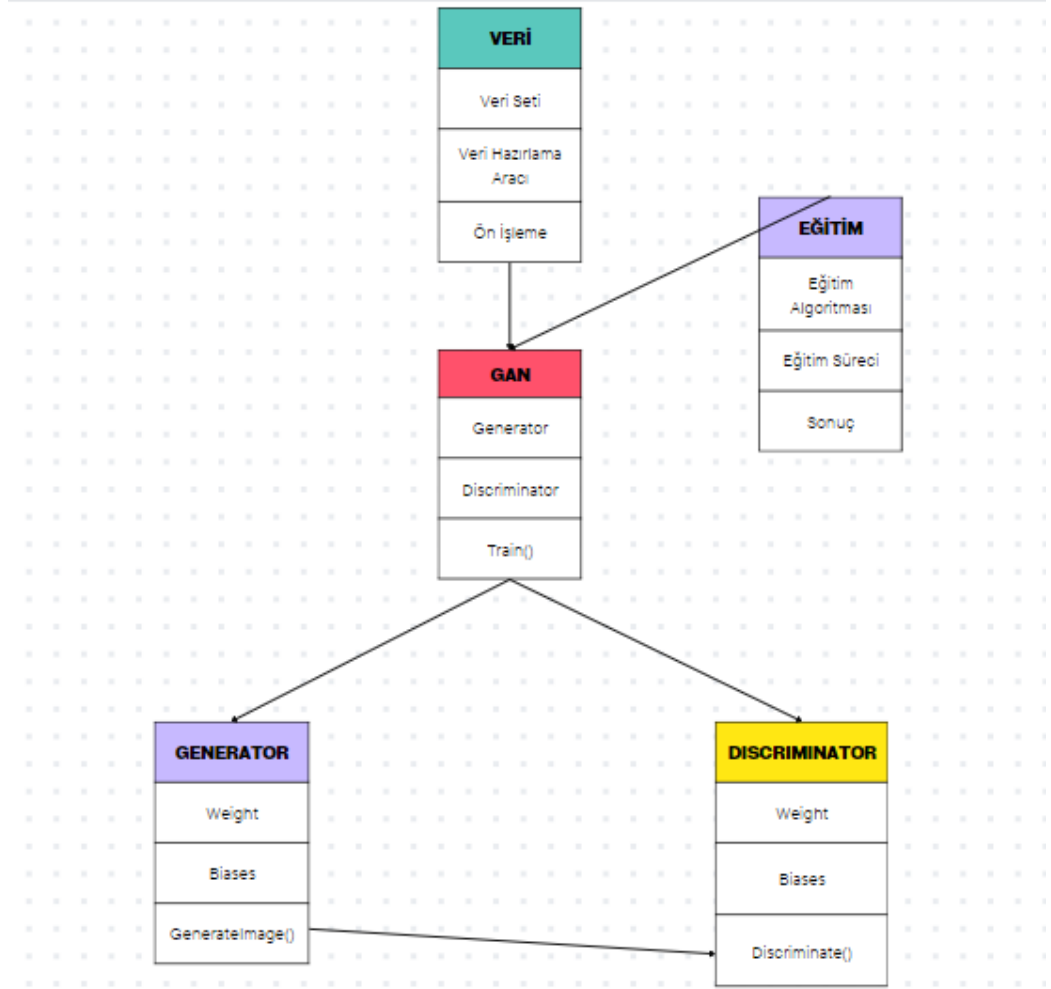 VERİ
Veri Seti
Veri Hazırlama
Aracı
Ön İşleme
EĞİTİM
Eğitim
Algoritması
Eğitim Süreci
Sonuç
GAN
Generator
Discriminator
Train()
GENERATOR
Weight
Biases
GenerateImage()
DISCRIMINATOR
Weight
Biases
Discriminate()